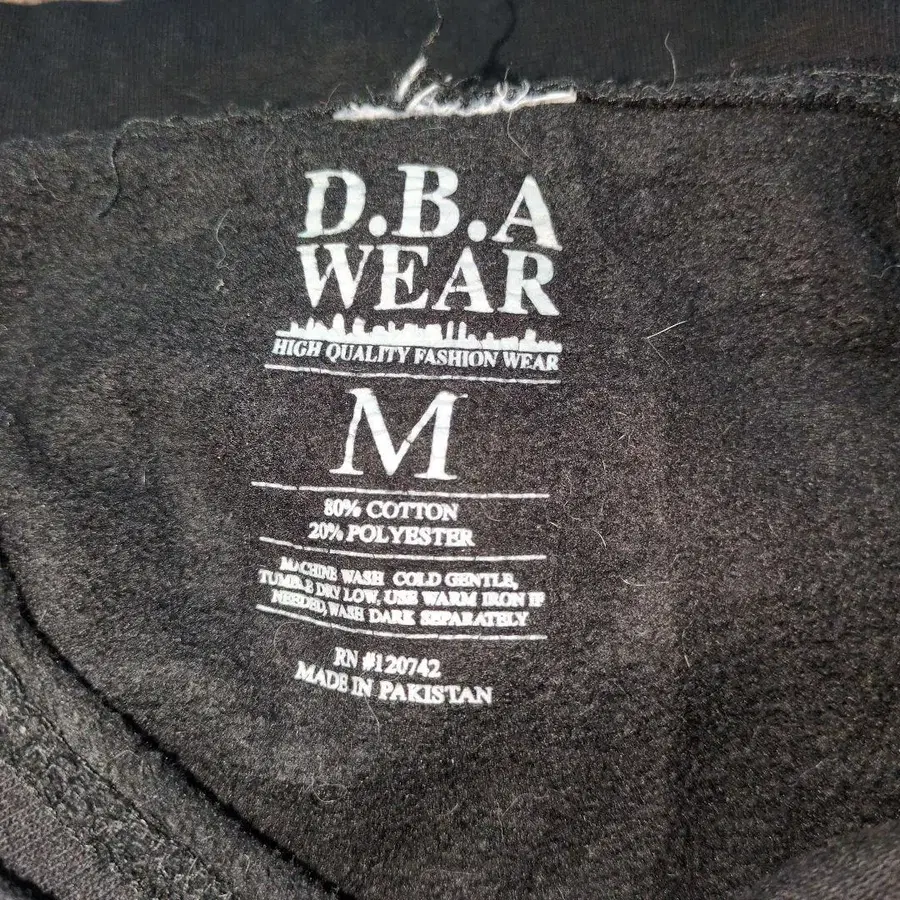 D.B.A
WEAR
HIGH QUALITY FASHION WEAR
M
80% COTTON
20% POLYESTER
MACHINE WASH COLD GENTLE,
TUMBLE DRY LOW, USE WARM IRON IF
NEEDED, WASH DARK SEPARATELY
RN #120742
MADE IN PAKISTAN